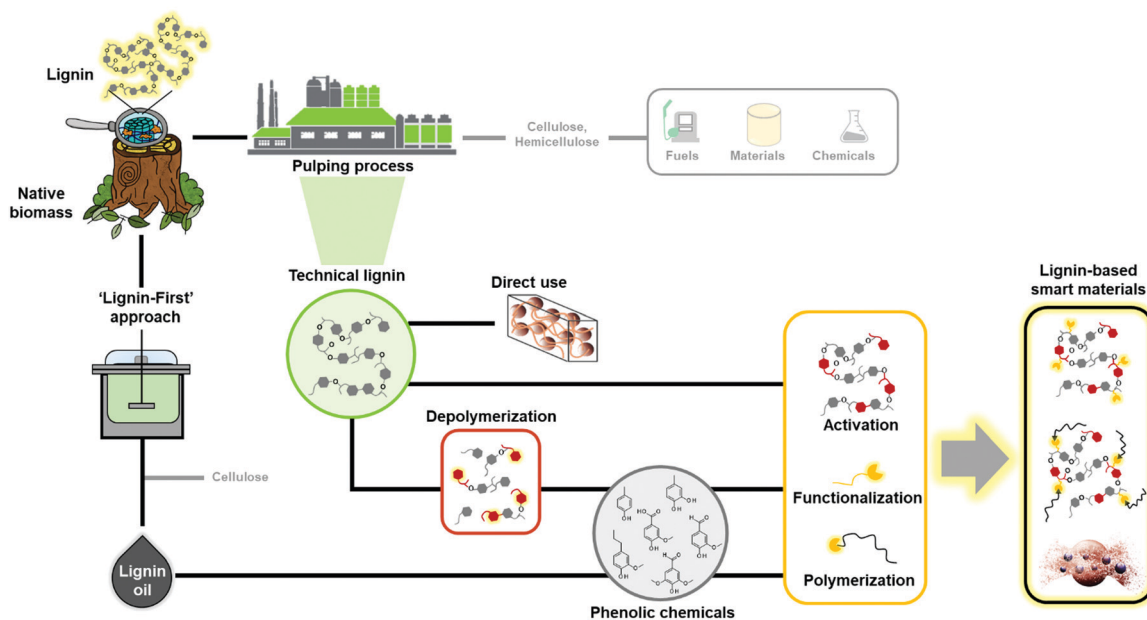 Lignin
Native
biomass
Pulping process
Cellulose,
Hemicellulose
Fuels
Materials
Chemicals
'Lignin-First'
approach
Technical lignin
Direct use
Lignin-based
smart materials
Depolymerization
Activation
Functionalization
Polymerization
Cellulose
Lignin
oil
Phenolic chemicals